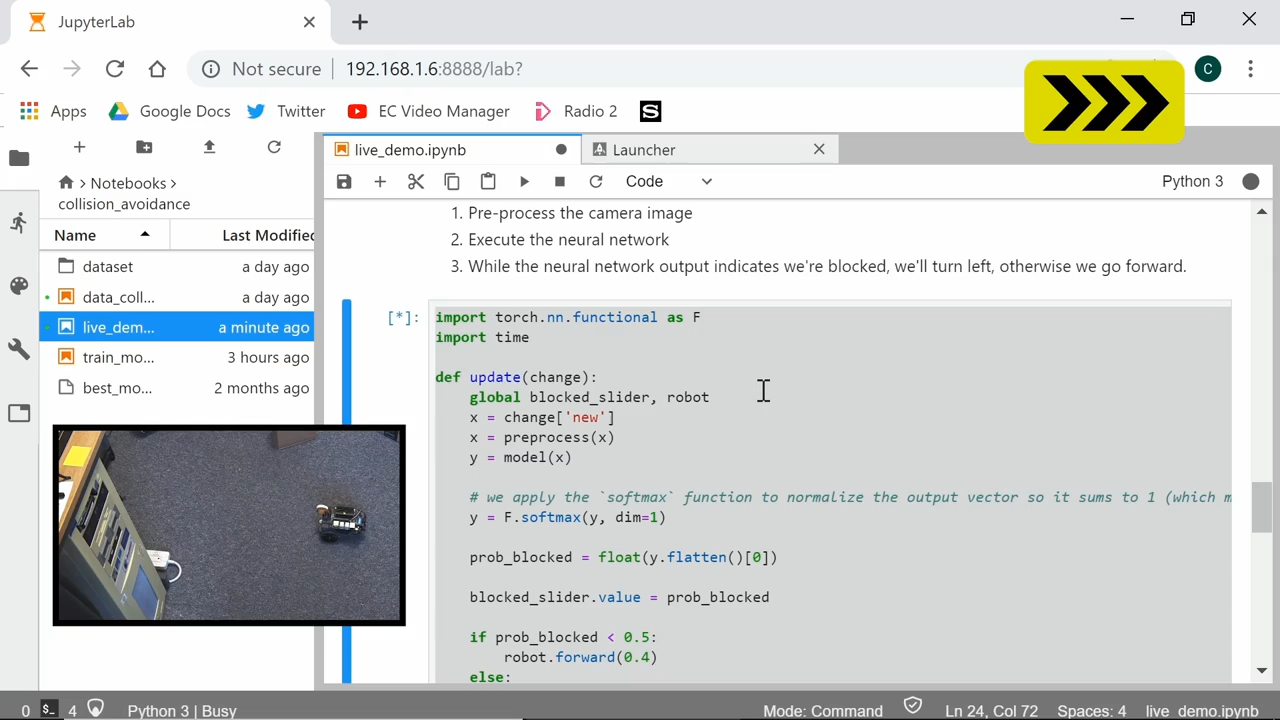 JupyterLab
Not secure
192.168.1.6:8888/lab?
C
Apps
Google Docs
Twitter
EC Video Manager
Radio 2
S
live_demo.ipynb
Launcher
Notebooks >
collision_avoidance
Code
Python 3
Name
Last Modified
dataset
a day ago
data_coll...
a day ago
live_dem...
a minute ago
train_mo...
3 hours ago
best_mo...
2 months ago
1. Pre-process the camera image
2. Execute the neural network
3. While the neural network output indicates we're blocked, we'll turn left, otherwise we go forward.
[*]:
import torch.nn.functional as F
import time
def update(change):
global blocked_slider, robot
x = change['new']
x = preprocess(x)
y = model(x)
# we apply the `softmax` function to normalize the output vector so it sums to 1 (which m
y = F.softmax(y, dim=1)
prob_blocked = float(y.flatten()[0])
blocked_slider.value = prob_blocked
if prob_blocked < 0.5:
robot.forward(0.4)
else:
0
4
Python 3 | Busy
Mode: Command
Ln 24, Col 72
Spaces: 4
live_demo.ipynb